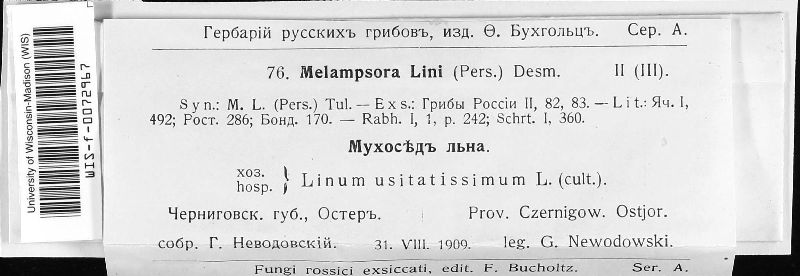 University of Wisconsin-Madison (WIS)
WIS-f-0072967
Гербарій русскихъ грибовъ, изд. Ѳ. Бухгольцъ. Сер. А.
76. Melampsora Lini (Pers.) Desm. II (III).
Syn.: M. L. (Pers.) Tul. — Exs.: Грибы Россіи II, 82, 83. — Lit.: Яч. I,
492; Рост. 286; Бонд. 170. — Rabh. I, 1, p. 242; Schrt. I, 360.
Мухосѣдъ льна.
хоз.
hosp. } Linum usitatissimum L. (cult.).
Черниговск. губ., Остеръ. Prov. Czernigow. Ostjor.
собр. Г. Неводовскій. 31. VIII. 1909. leg. G. Newodowski.
Fungi rossici exsiccati, edit. F. Bucholtz. Ser. A.